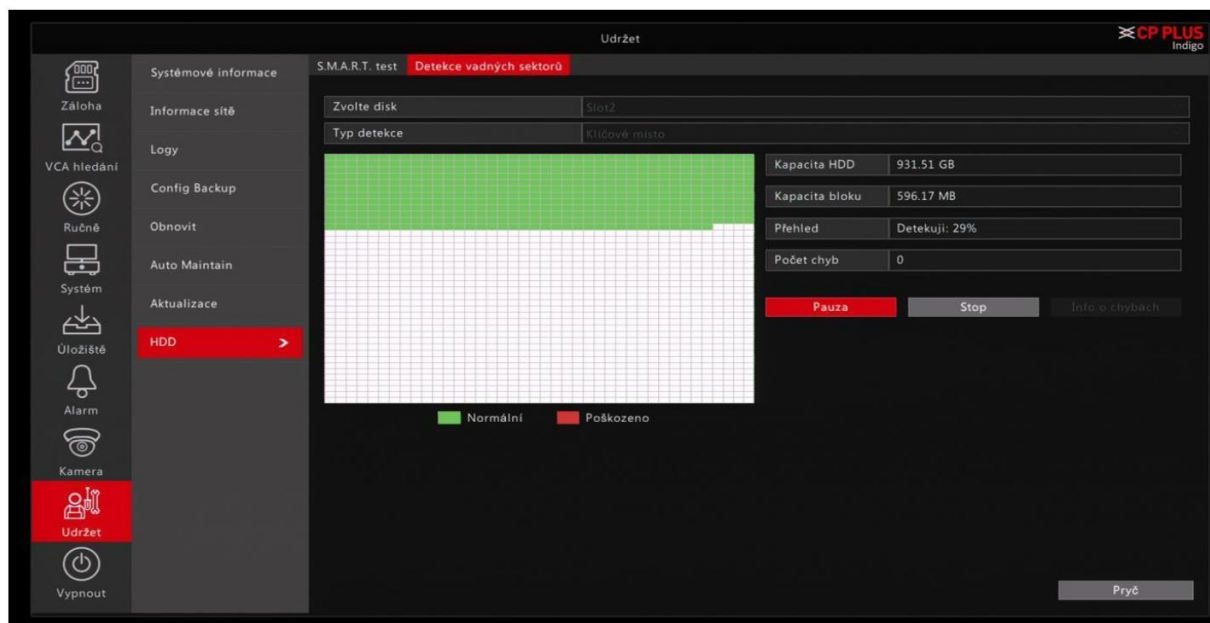 Udržet
CP PLUS
Indigo
Záloha
VCA hledání
Ručně
Systém
Úložiště
Alarm
Kamera
Udržet
Vypnout
Systémové informace
Informace sítě
Logy
Config Backup
Obnovit
Auto Maintain
Aktualizace
HDD
S.M.A.R.T. test Detekce vadných sektorů
Zvolte disk Slot2
Typ detekce Klíčové místo
Kapacita HDD 931.51 GB
Kapacita bloku 596.17 MB
Přehled Detekuji: 29%
Počet chyb 0
Pauza Stop Info o chybách
Normální Poškozeno
Pryč